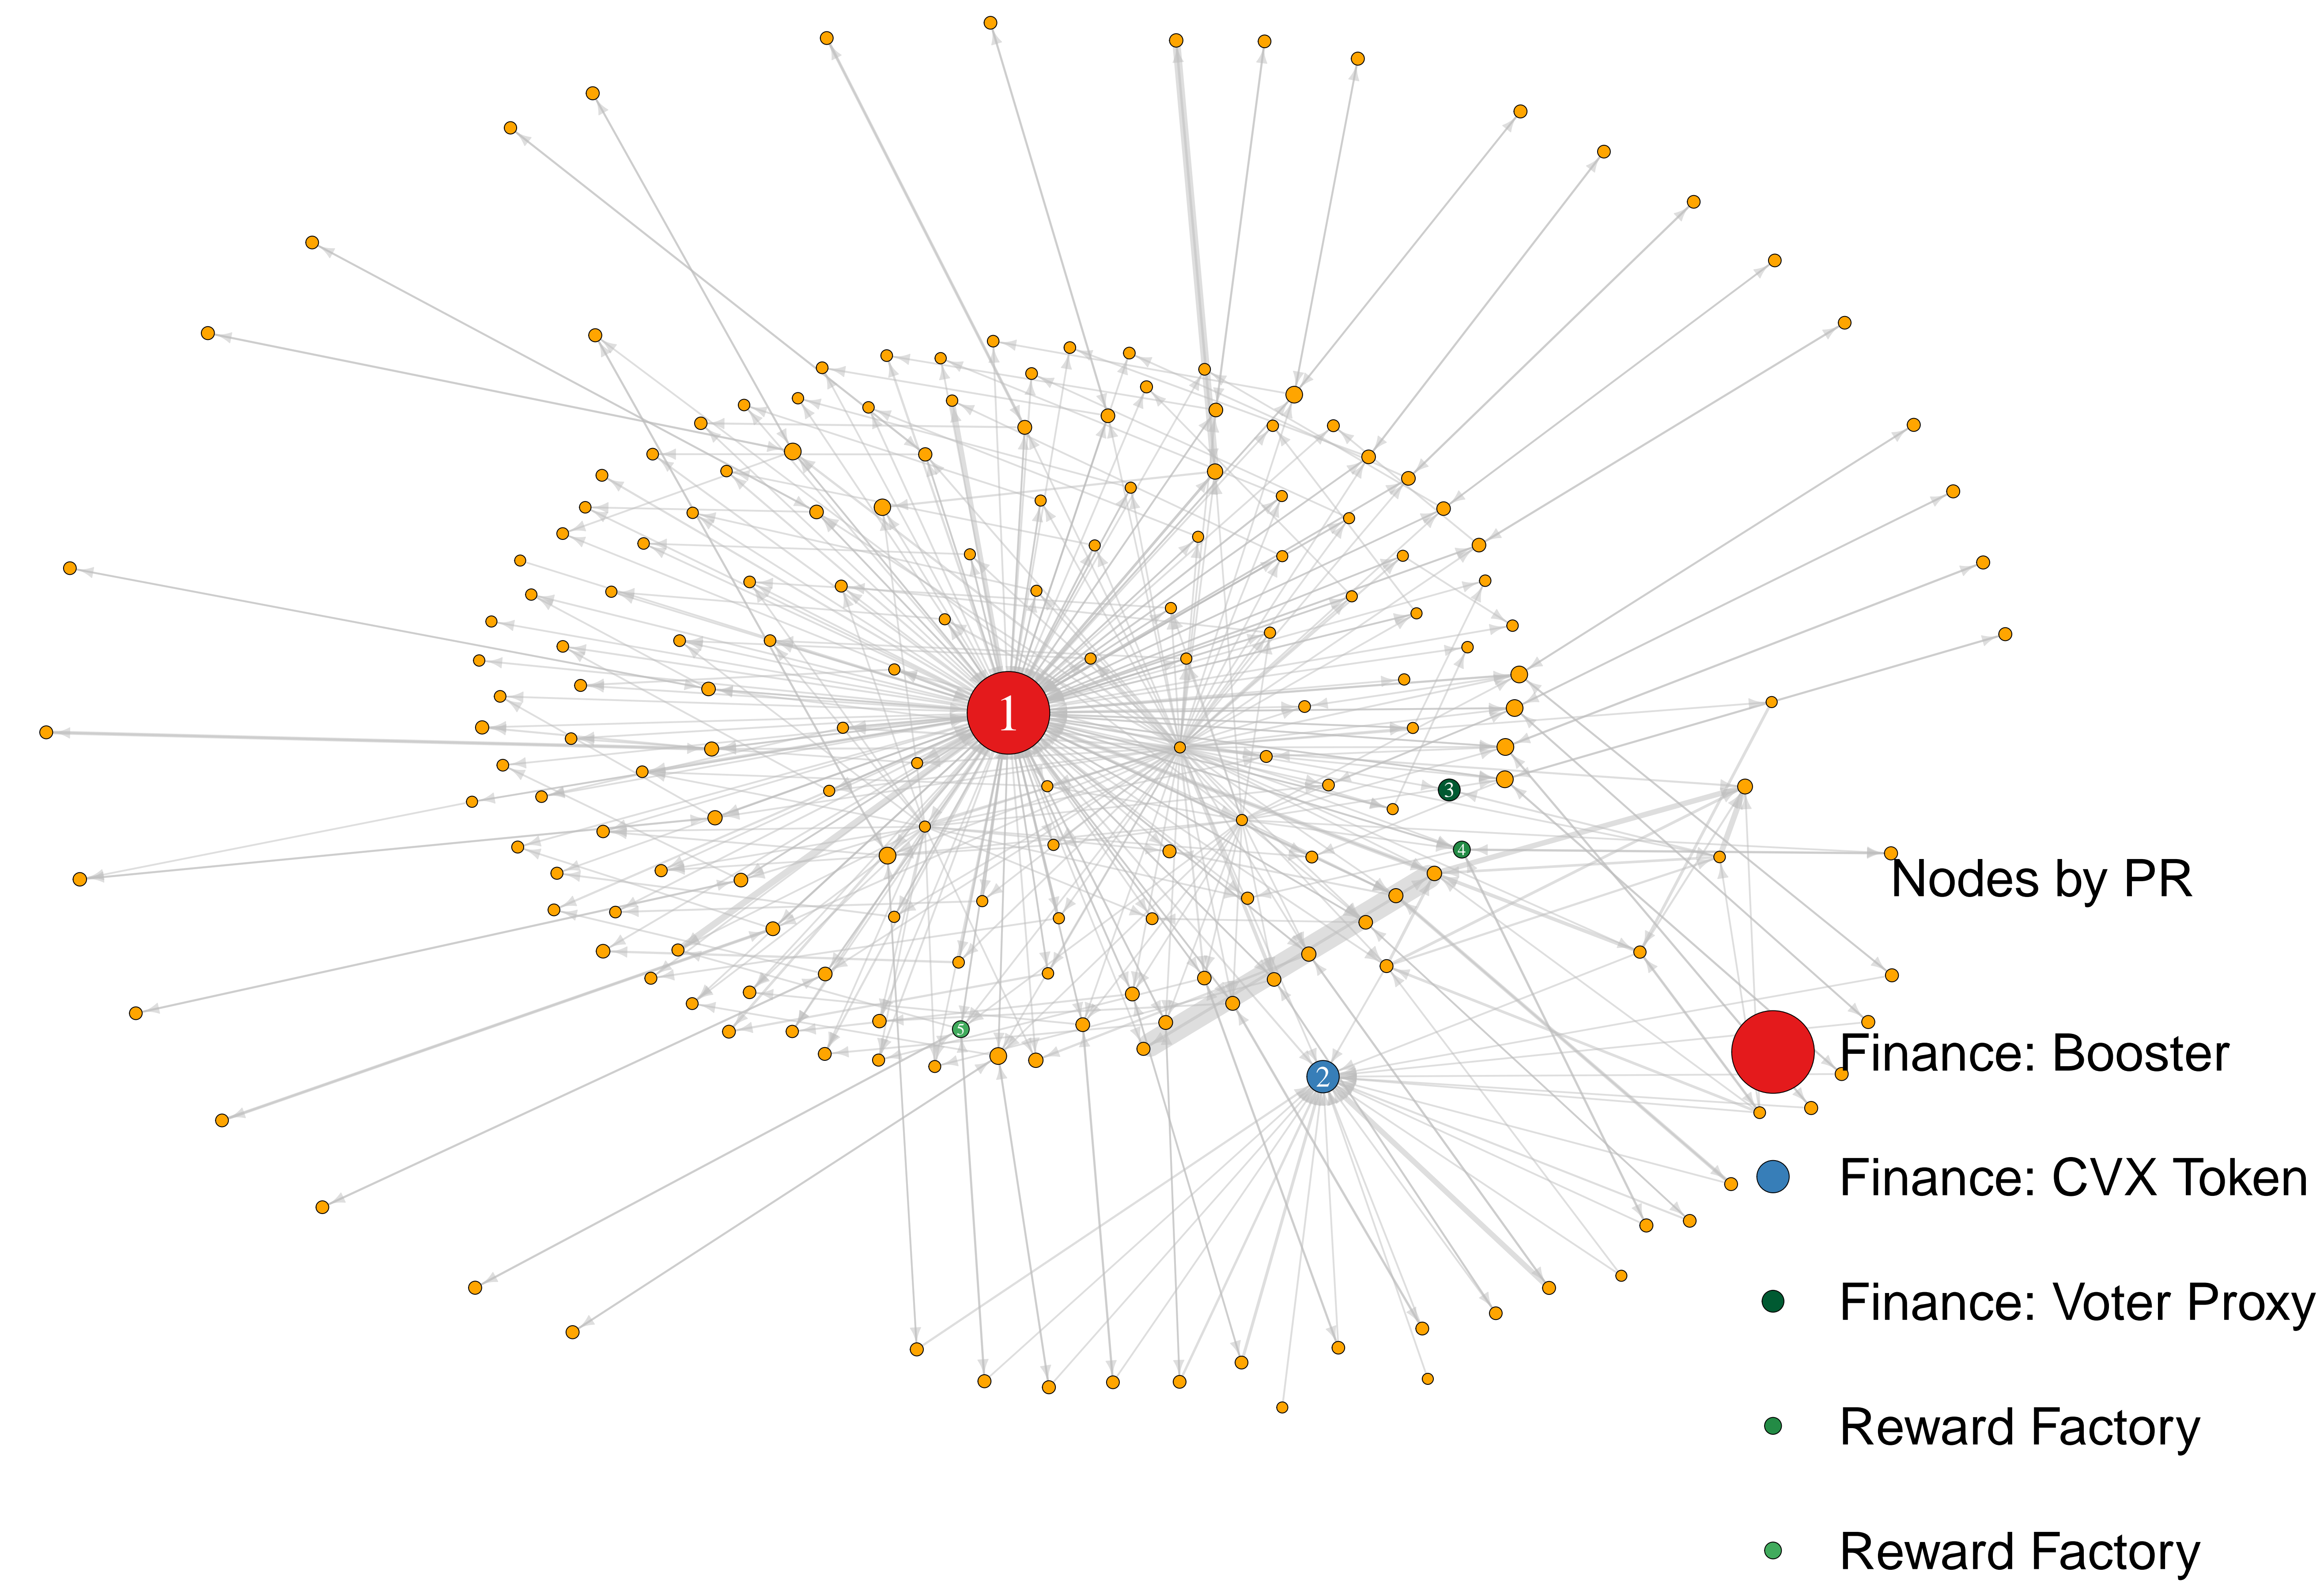 1
3
4
5
2
Nodes by PR
Finance: Booster
Finance: CVX Token
Finance: Voter Proxy
Reward Factory
Reward Factory